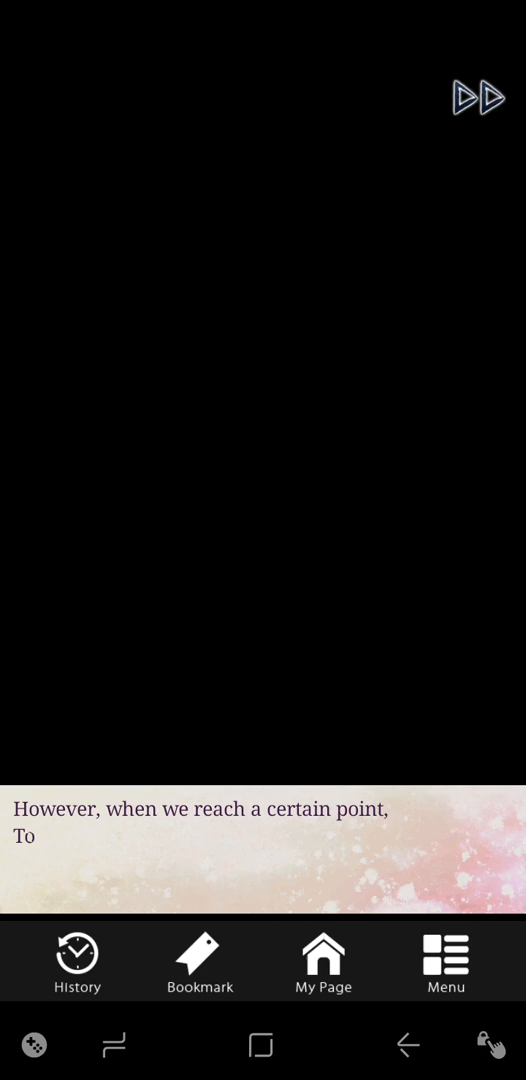 However, when we reach a certain point,
To
History
Bookmark
My Page
Menu